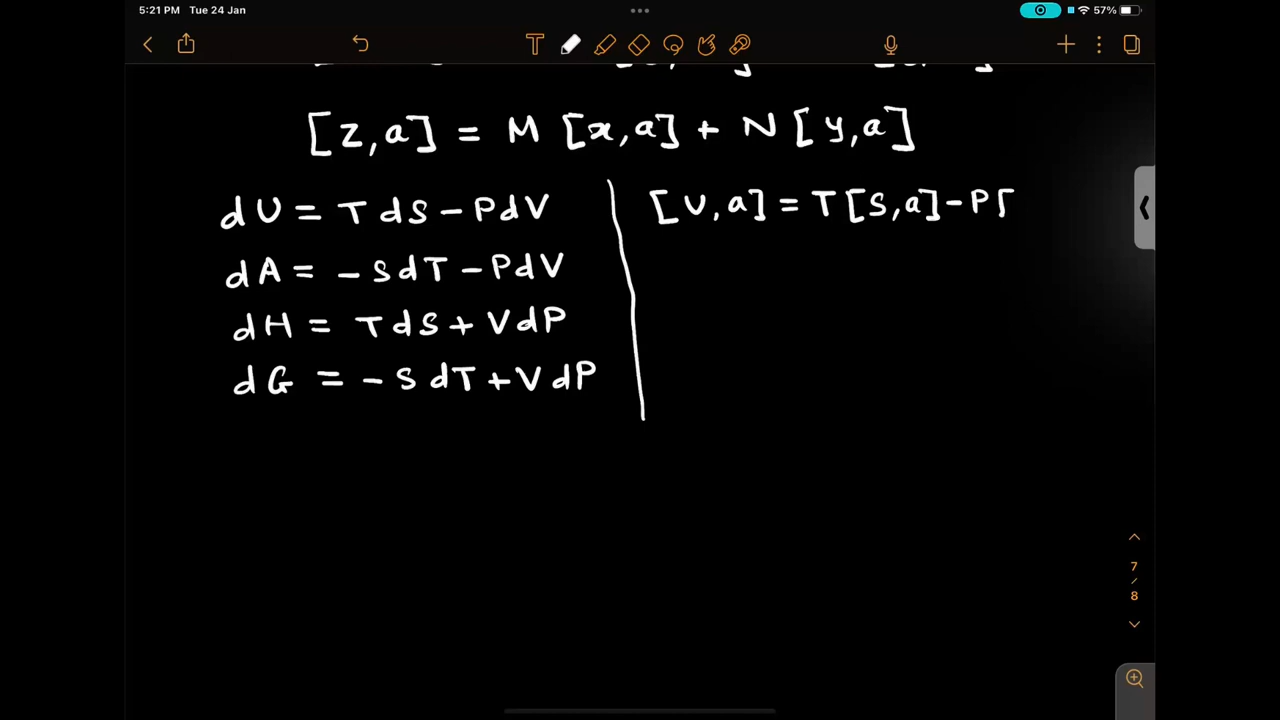 5:21 PM Tue 24 Jan
57%
[z,a] = M [x,a] + N [y,a]
dU = TdS - PdV
[U,a] = T[S,a] - P[
dA = -SdT - PdV
dH = TdS + VdP
dG = -SdT + VdP
7
/
8